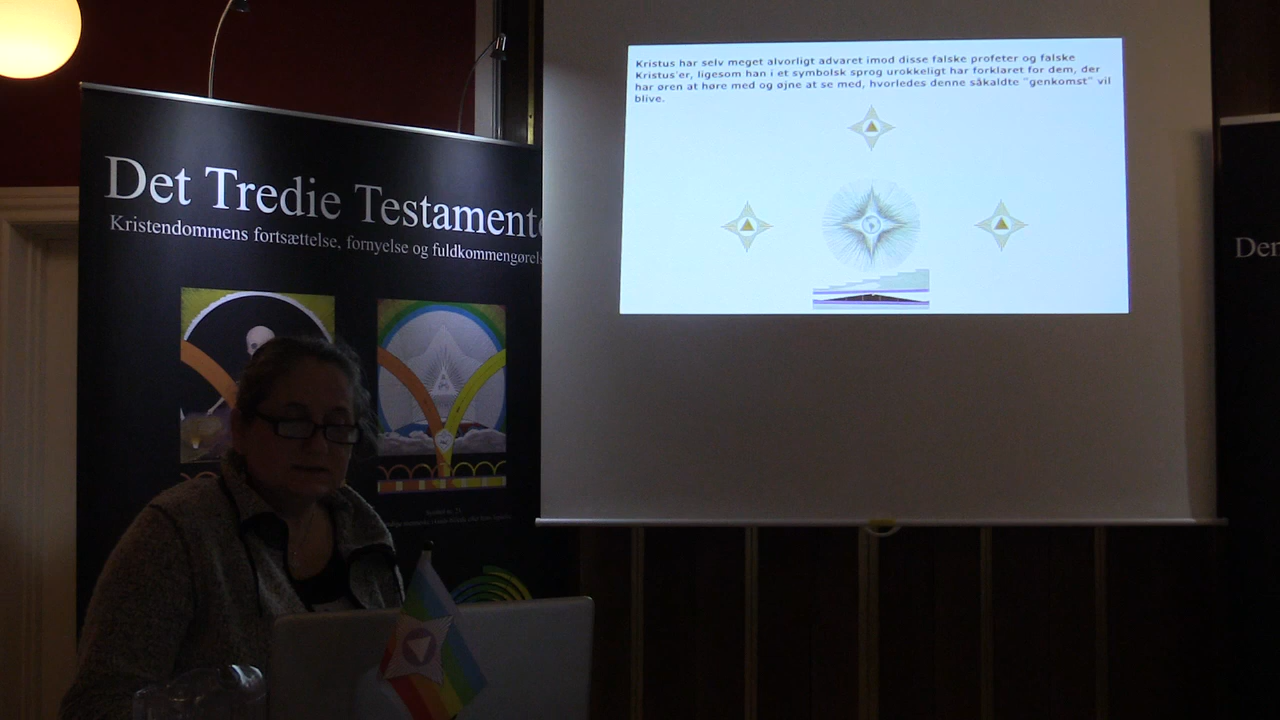 Det Tredie Testamente
Kristendommens fortsættelse, fornyelse og fuldkommengørels
Kristus har selv meget alvorligt advaret imod disse falske profeter og falske
Kristus'er, ligesom han i et symbolsk sprog urokkeligt har forklaret for dem, der
har øren at høre med og øjne at se med, hvorledes denne såkaldte "genkomst" vil
blive.